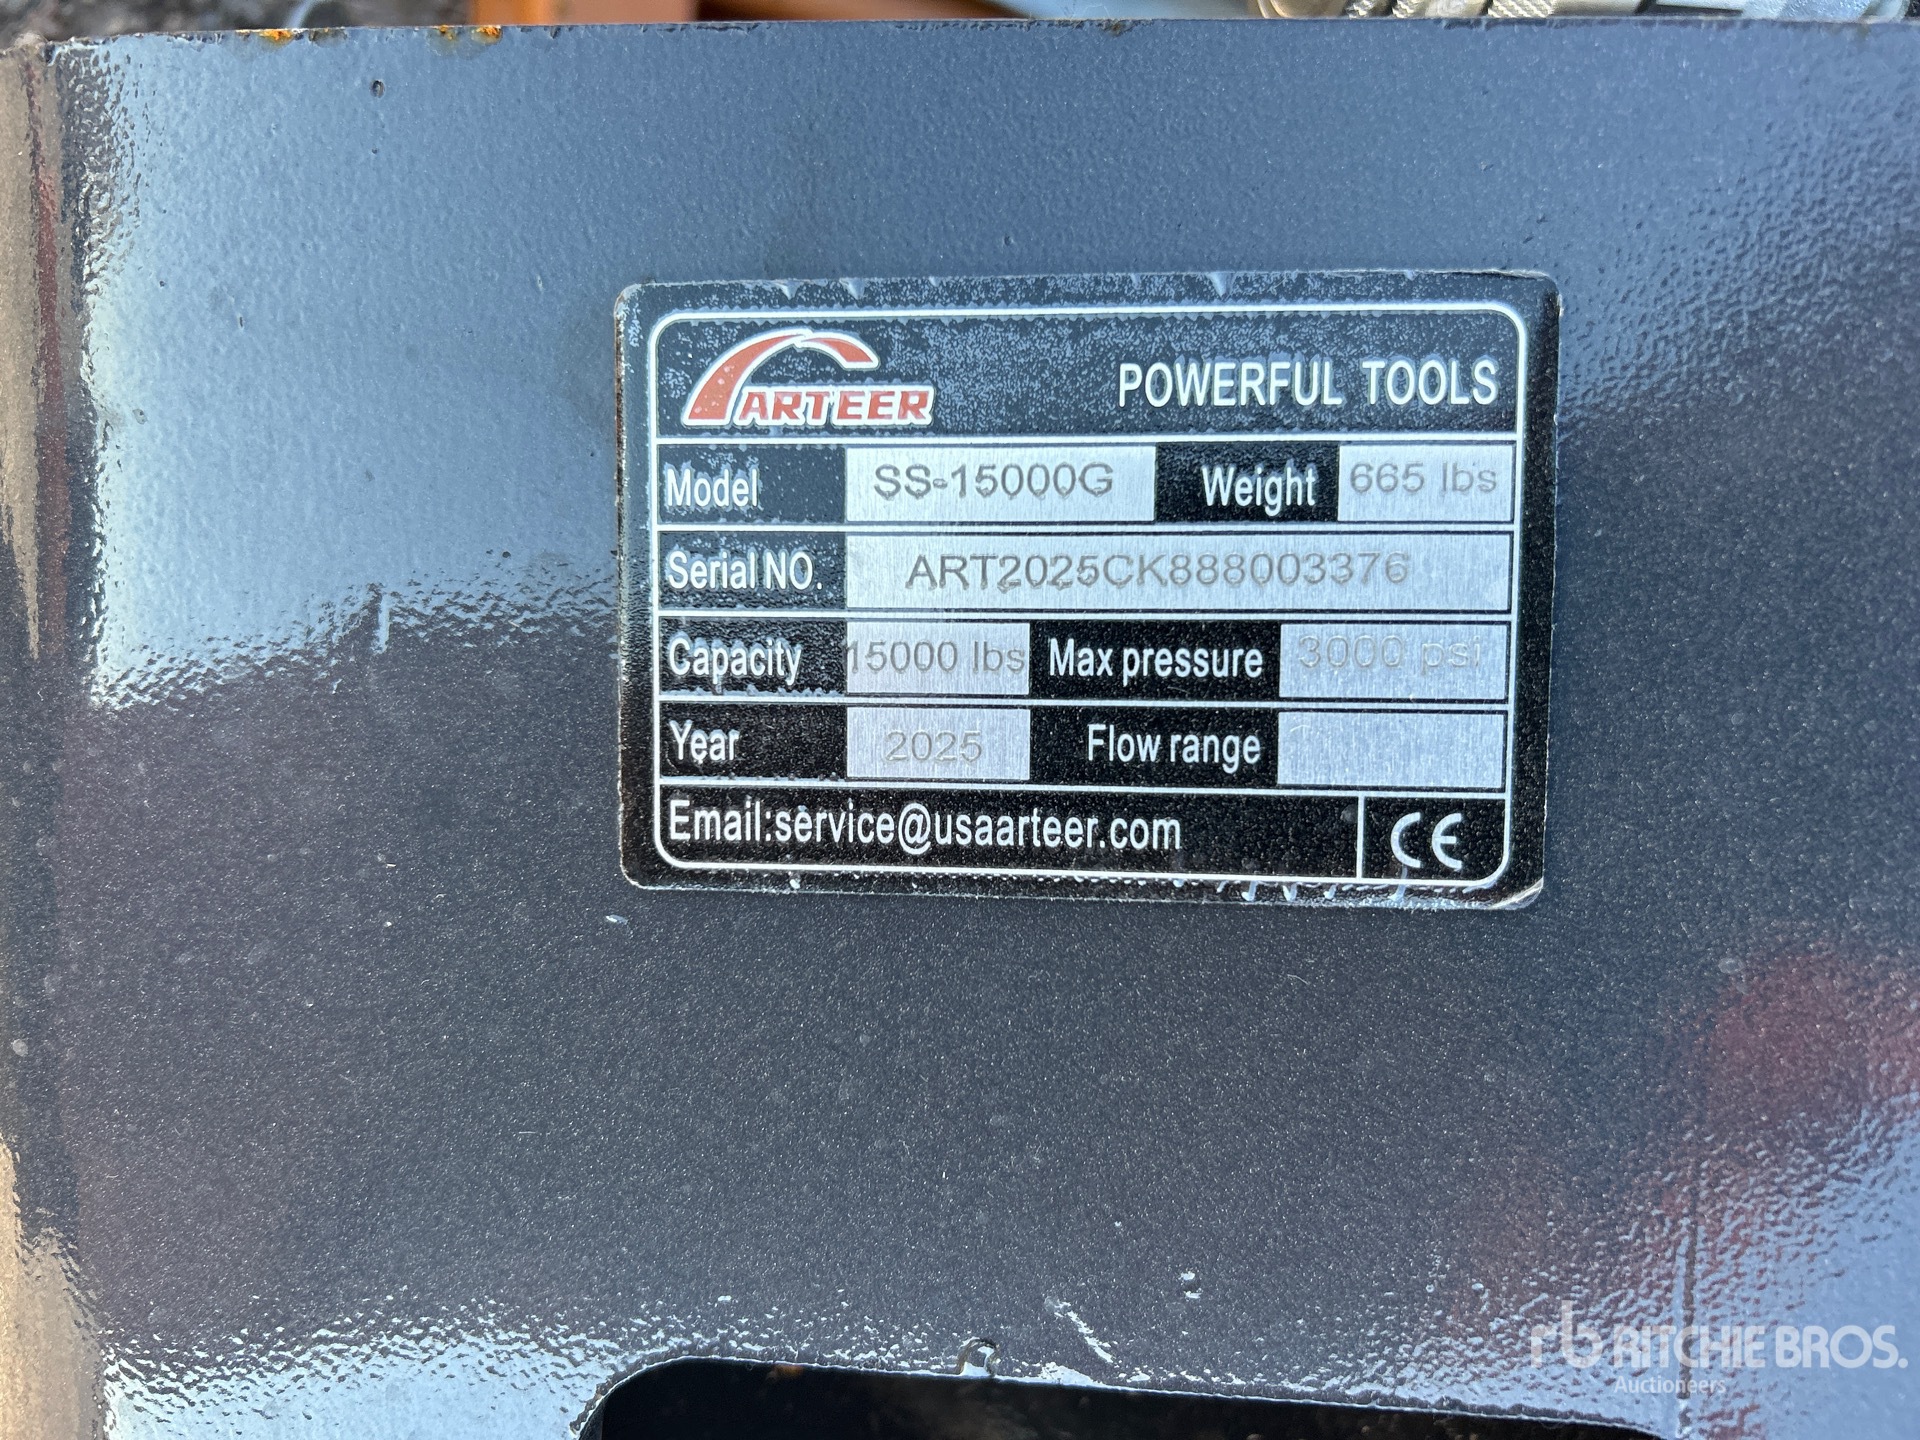 ARTEER
POWERFUL TOOLS
Model SS-15000G Weight 665 lbs
Serial NO. ART2025CK888003376
Capacity 15000 lbs Max pressure 3000 psi
Year 2025 Flow range
Email:service@usaarteer.com CE
rb RITCHIE BROS.
Auctioneers